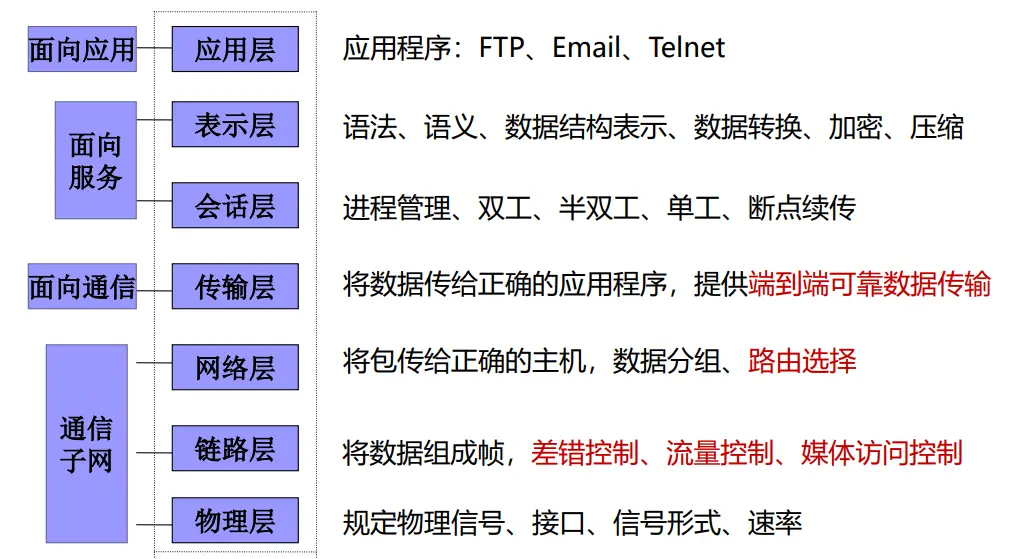 面向应用 应用层 应用程序：FTP、Email、Telnet
表示层 语法、语义、数据结构表示、数据转换、加密、压缩
面向
服务
会话层 进程管理、双工、半双工、单工、断点续传
面向通信 传输层 将数据传给正确的应用程序，提供端到端可靠数据传输
网络层 将包传给正确的主机，数据分组、路由选择
通信
子网
链路层 将数据组成帧，差错控制、流量控制、媒体访问控制
物理层 规定物理信号、接口、信号形式、速率